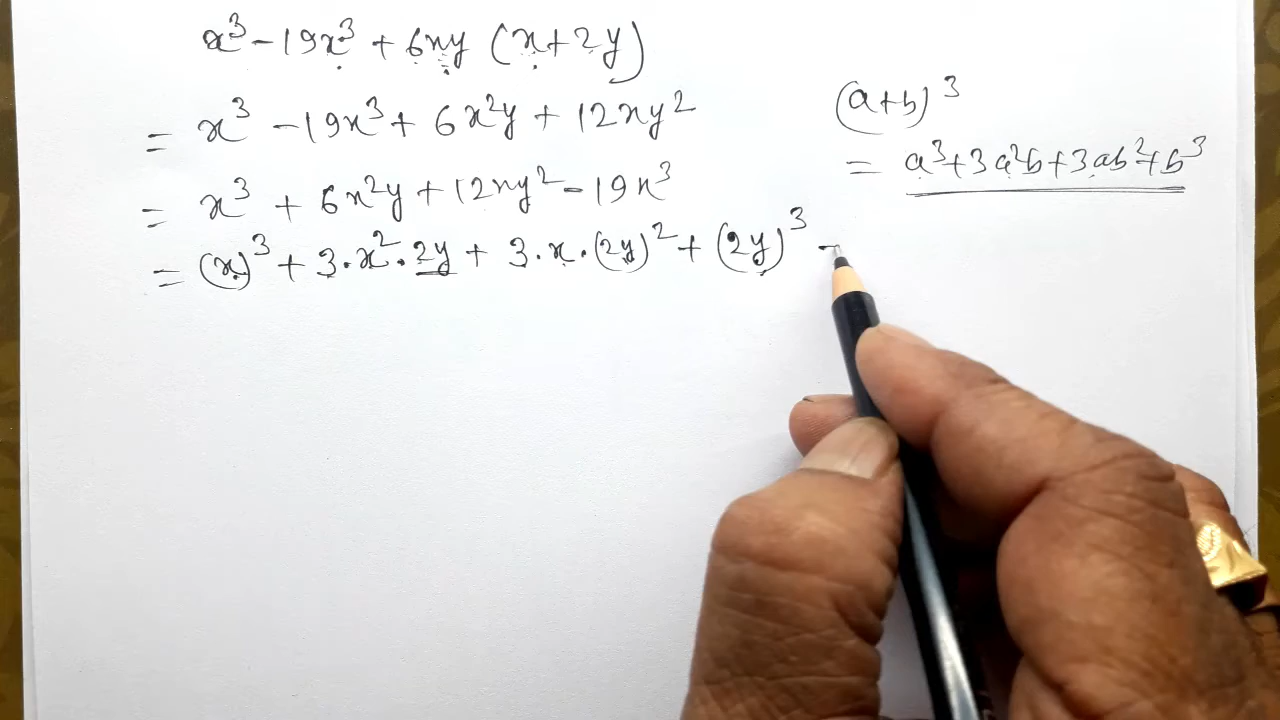 x³ - 19x³ + 6xy (x+2y)
= x³ - 19x³ + 6x²y + 12xy²
= x³ + 6x²y + 12xy² - 19x³
= (x)³ + 3·x²·2y + 3·x·(2y)² + (2y)³ -
(a+b)³
= a³+3a²b+3ab²+b³